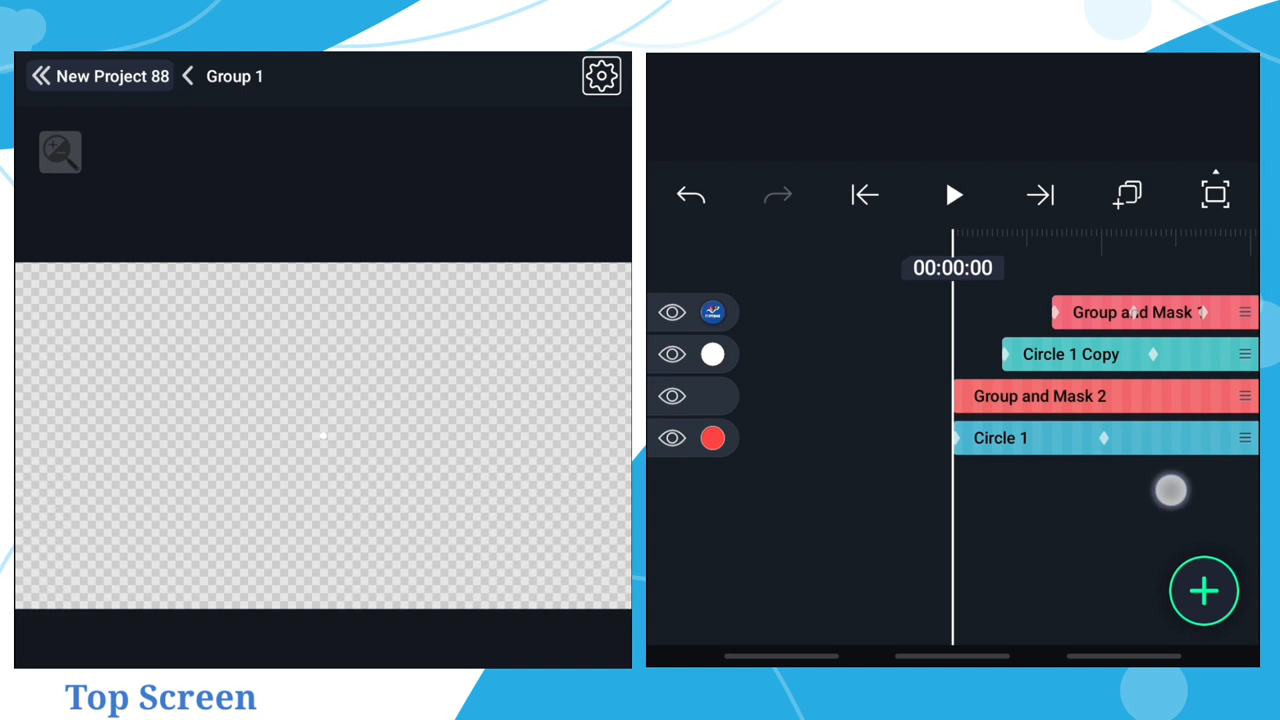 New Project 88 Group 1
00:00:00
Group and Mask 1
Circle 1 Copy
Group and Mask 2
Circle 1
Top Screen